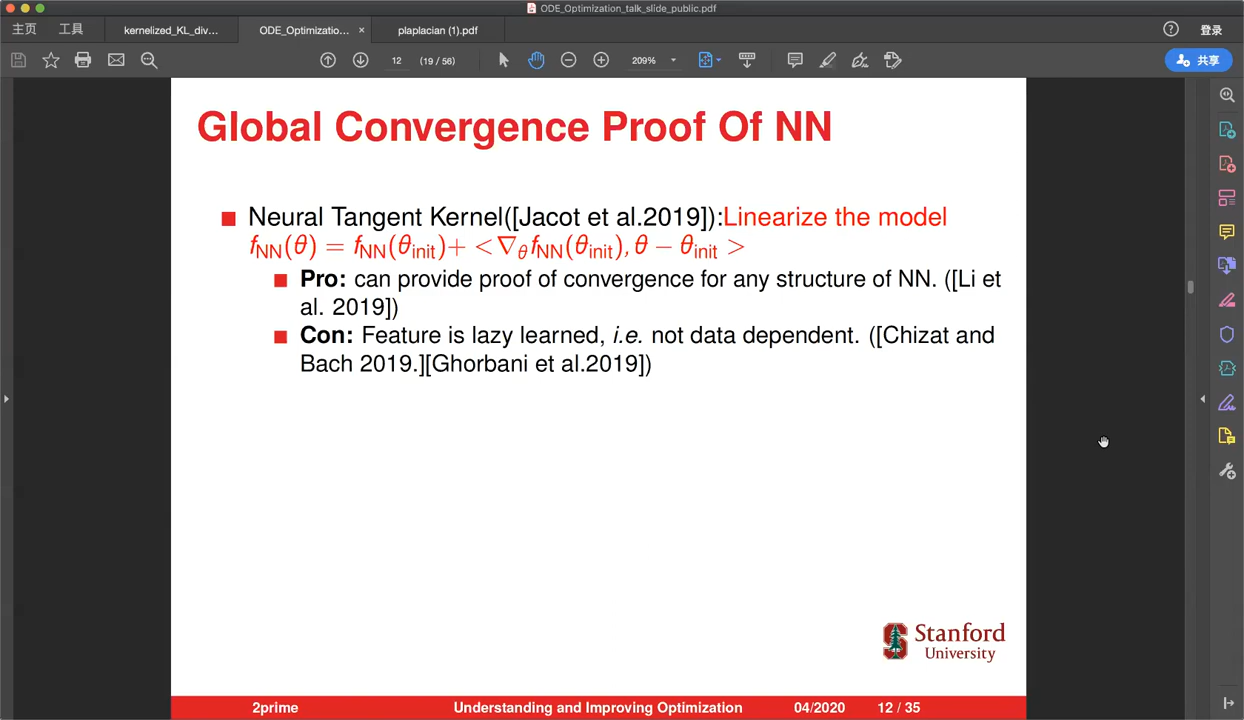 ODE_Optimization_talk_slide_public.pdf
主页 工具 kernelized_KL_div... ODE_Optimizatio... × plaplacian (1).pdf 登录
12 (19 / 56) 209% 共享
Global Convergence Proof Of NN
Neural Tangent Kernel([Jacot et al.2019]):Linearize the model
f_NN(θ) = f_NN(θ_init)+ <∇_θ f_NN(θ_init), θ − θ_init >
Pro: can provide proof of convergence for any structure of NN. ([Li et
al. 2019])
Con: Feature is lazy learned, i.e. not data dependent. ([Chizat and
Bach 2019.][Ghorbani et al.2019])
Stanford
University
2prime Understanding and Improving Optimization 04/2020 12 / 35